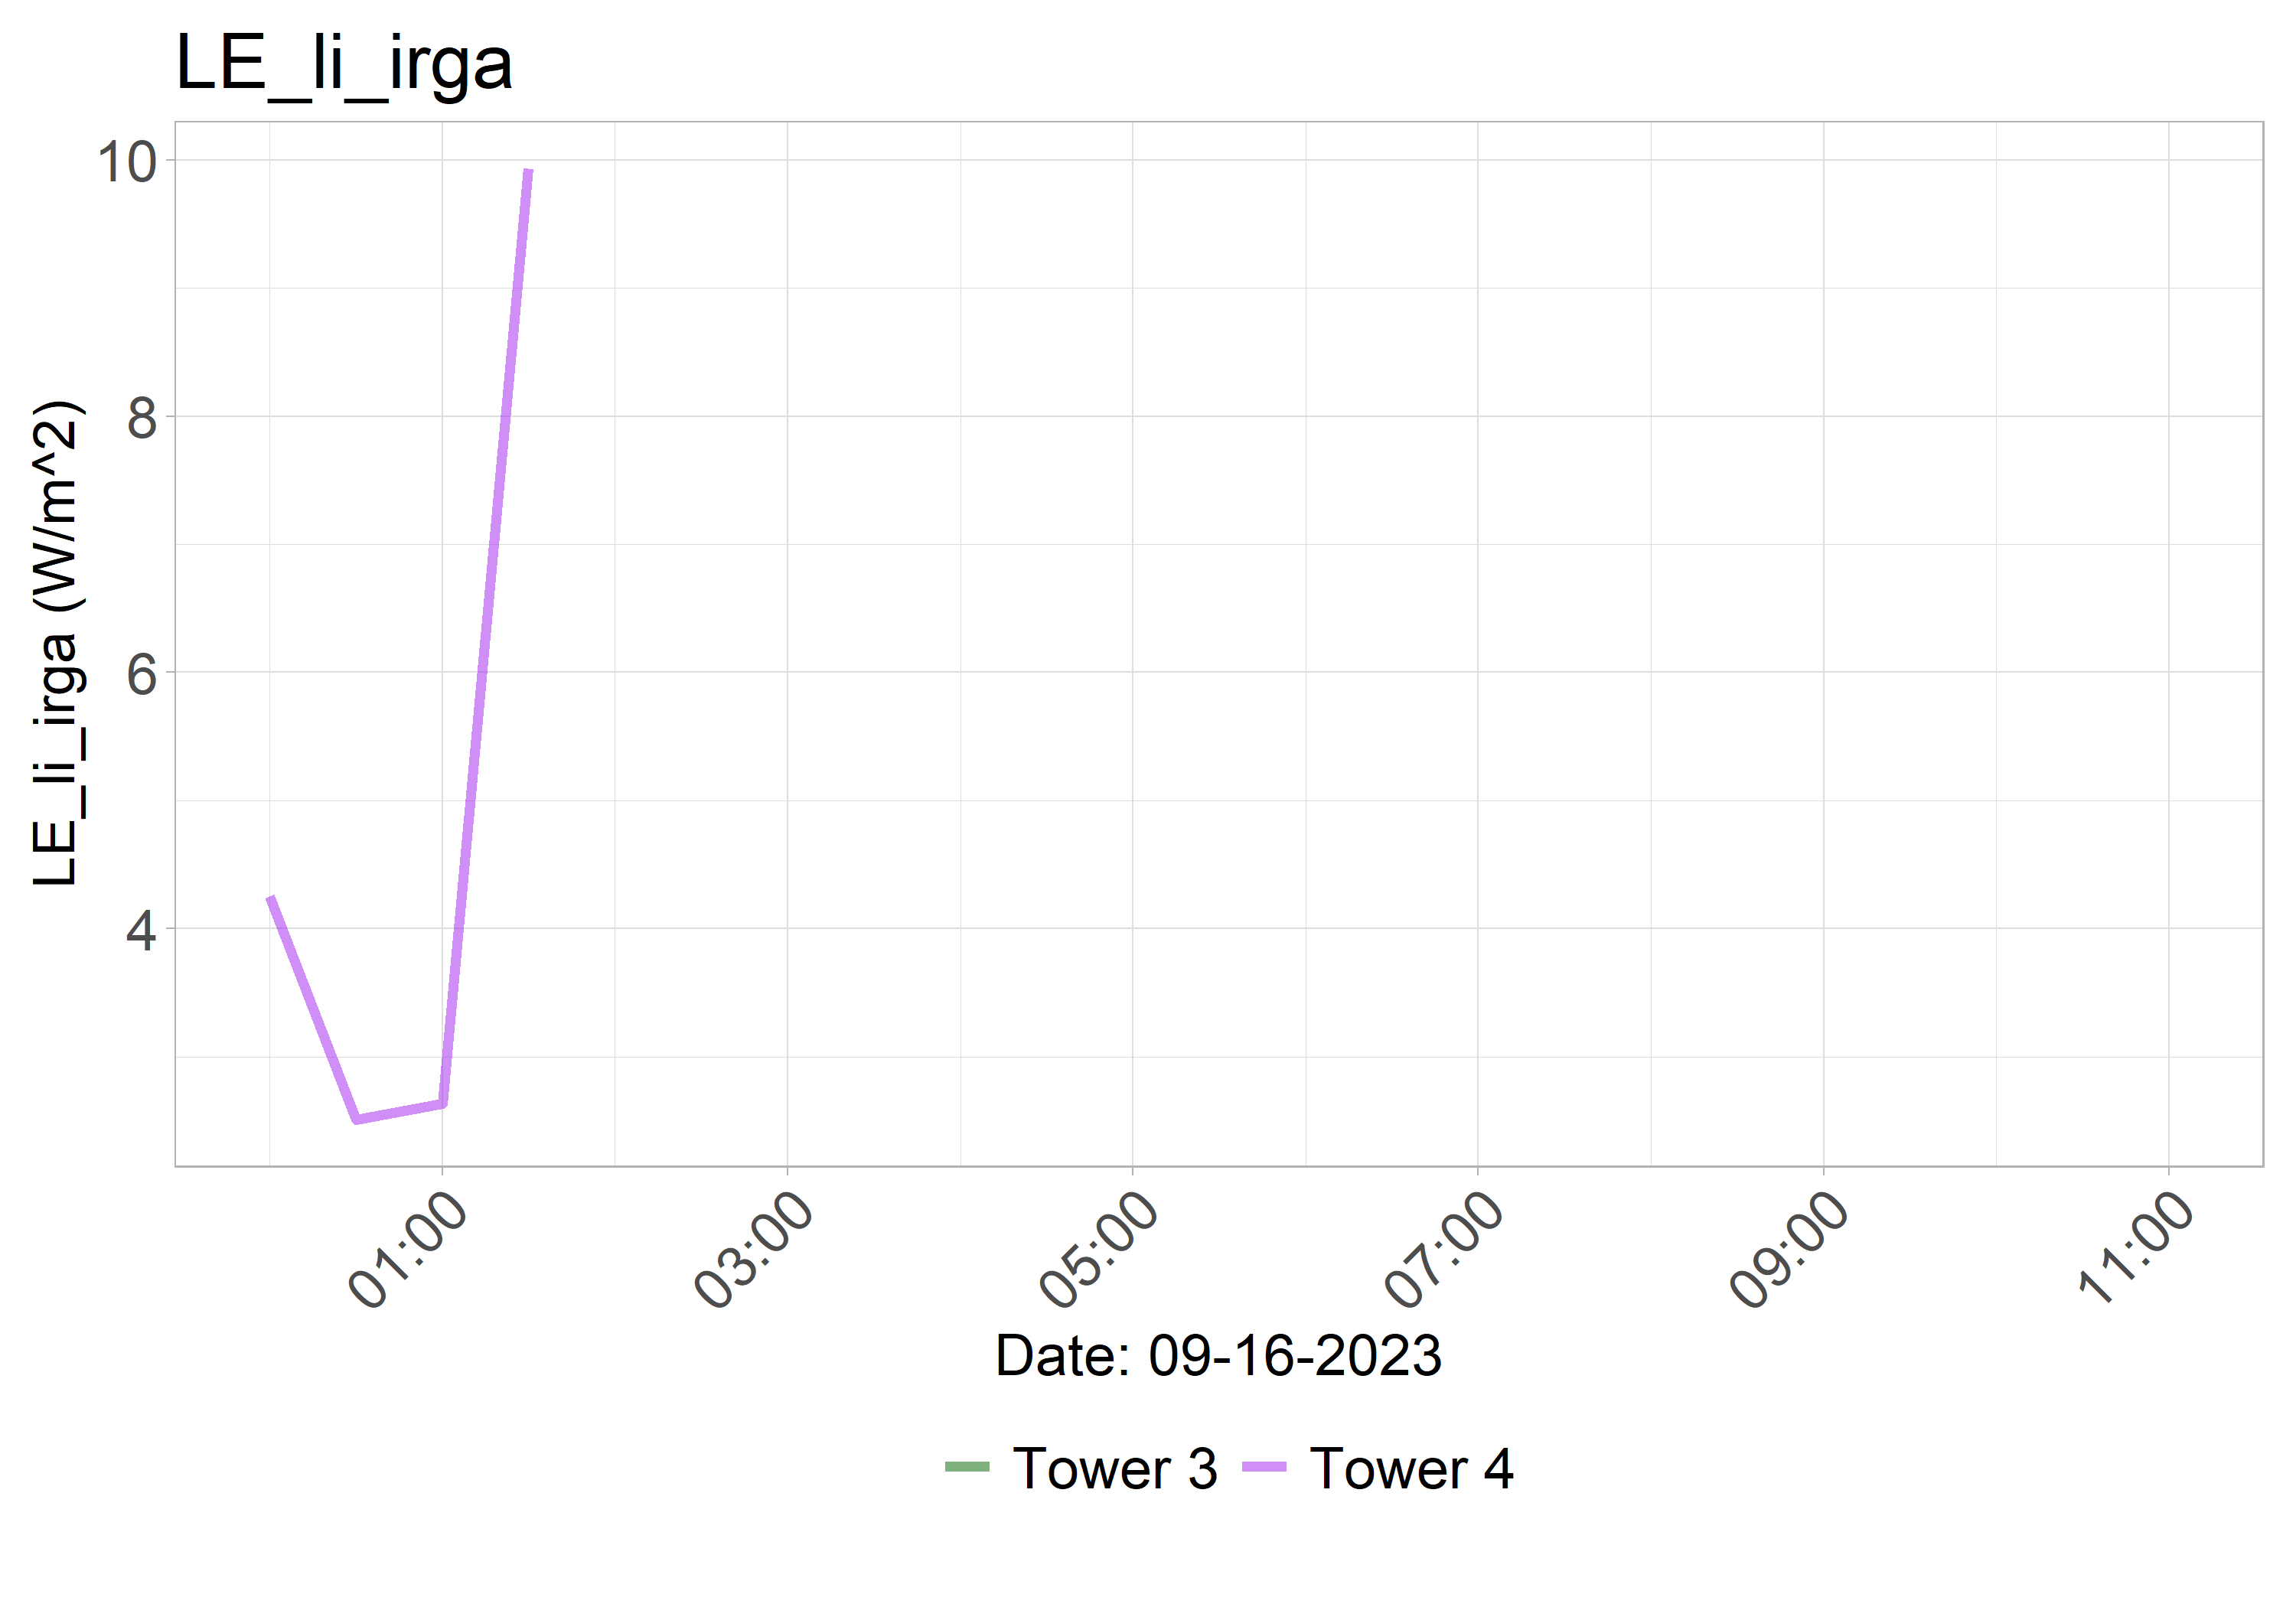 LE_li_irga
LE_li_irga (W/m^2)
10
8
6
4
01:00
03:00
05:00
07:00
09:00
11:00
Date: 09-16-2023
Tower 3
Tower 4